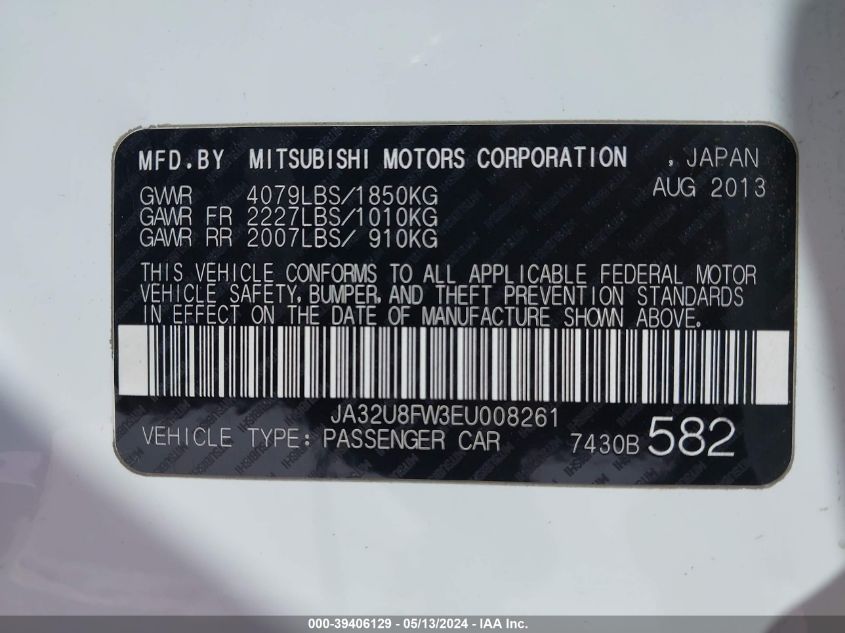 MFD.BY MITSUBISHI MOTORS CORPORATION , JAPAN
AUG 2013
GVWR 4079LBS/1850KG
GAWR FR 2227LBS/1010KG
GAWR RR 2007LBS/ 910KG
THIS VEHICLE CONFORMS TO ALL APPLICABLE FEDERAL MOTOR
VEHICLE SAFETY, BUMPER, AND THEFT PREVENTION STANDARDS
IN EFFECT ON THE DATE OF MANUFACTURE SHOWN ABOVE.
JA32U8FW3EU008261
VEHICLE TYPE: PASSENGER CAR 7430B 582
000-39406129 - 05/13/2024 - IAA Inc.